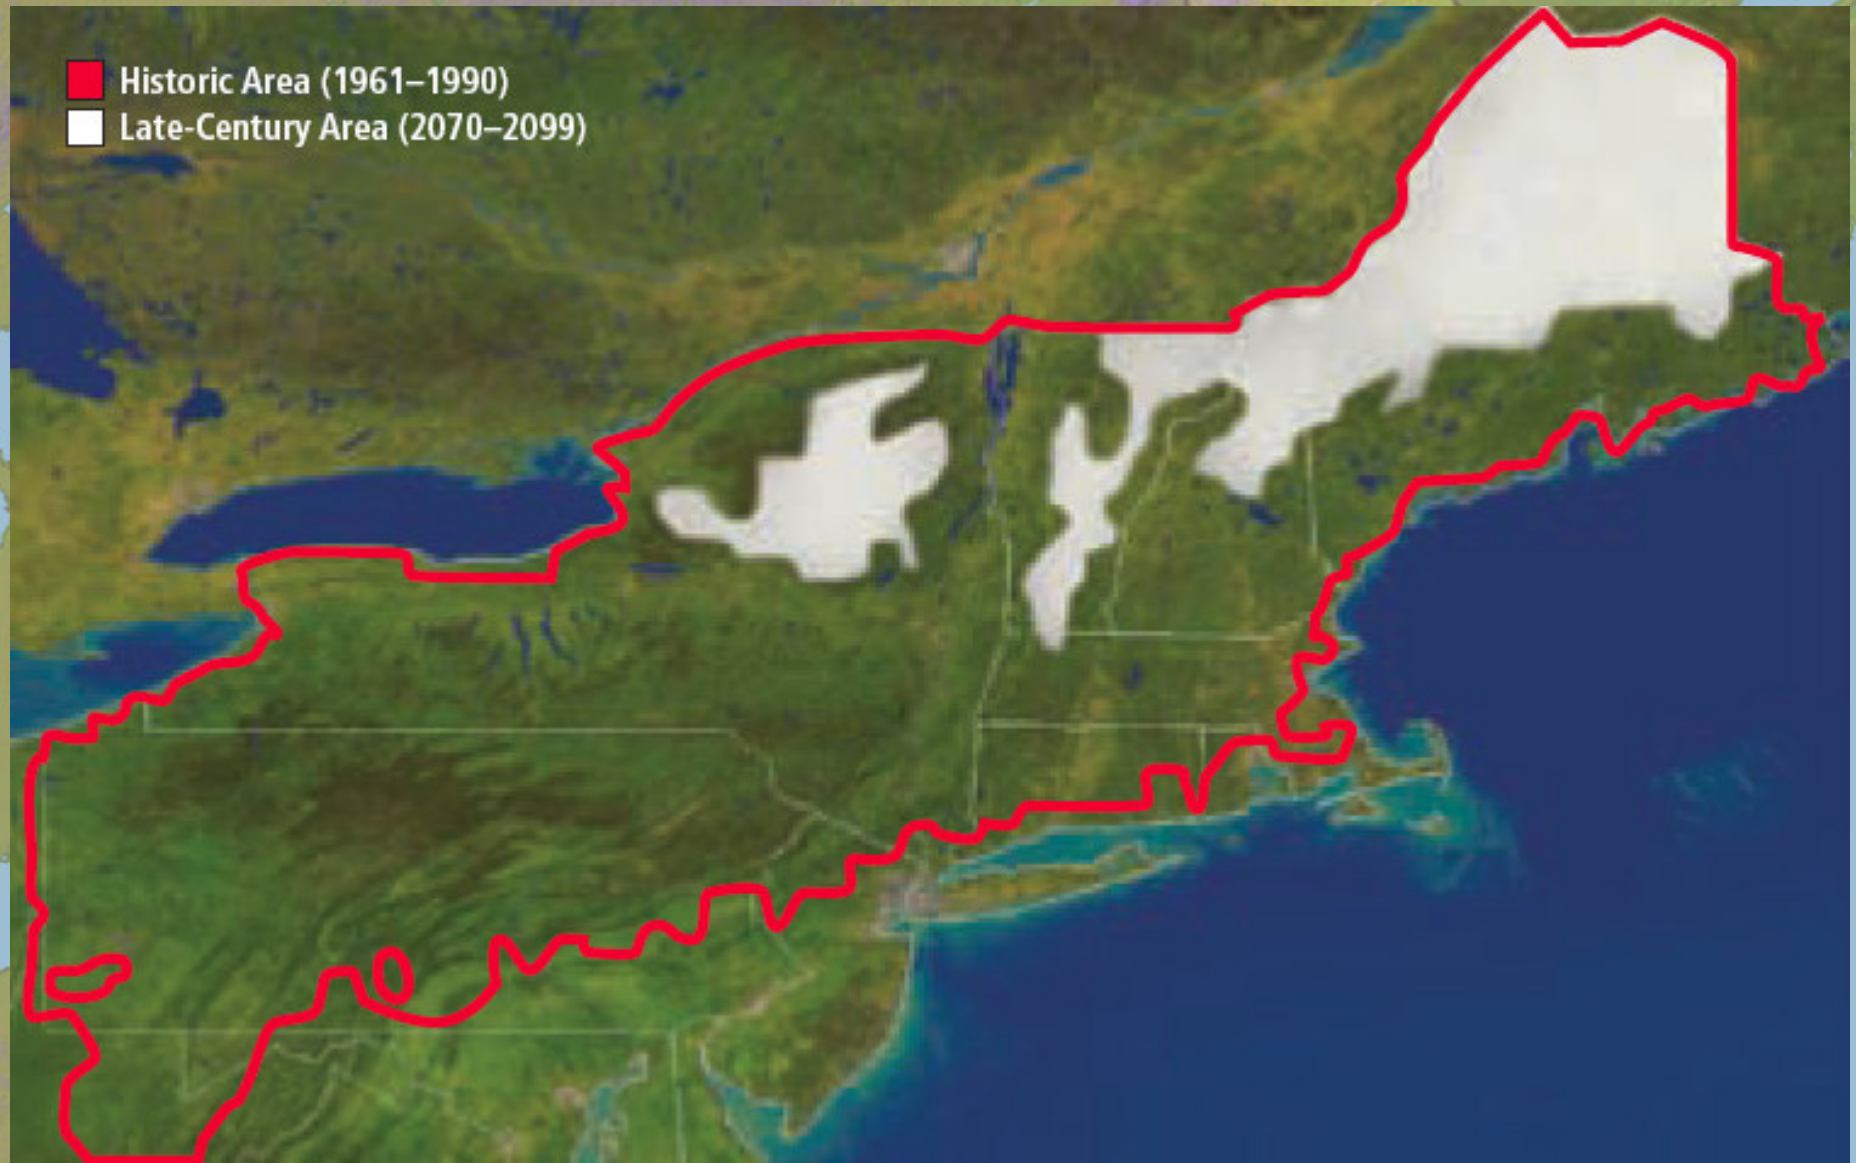 Historic Area (1961–1990)
Late-Century Area (2070–2099)